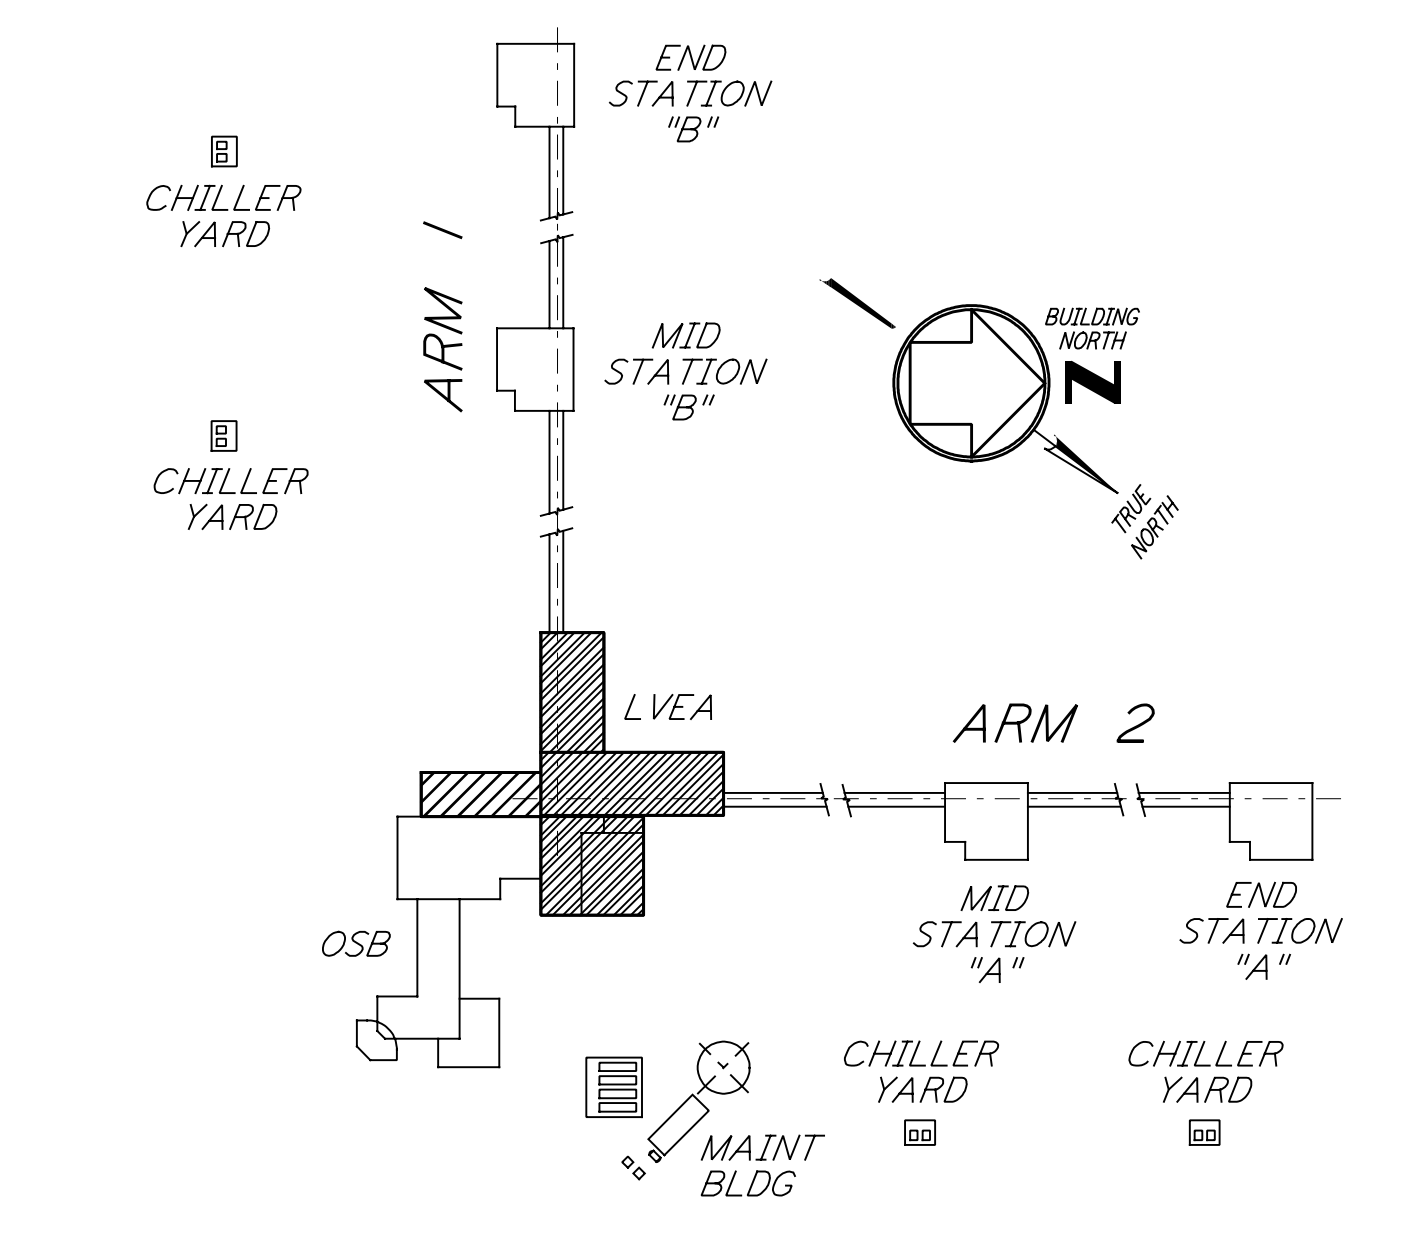 END
STATION
"B"
CHILLER
YARD
ARM 1
BUILDING
NORTH
N
MID
STATION
"B"
CHILLER
YARD
TRUE
NORTH
LVEA
ARM 2
MID
STATION
"A"
END
STATION
"A"
OSB
CHILLER
YARD
CHILLER
YARD
MAINT
BLDG